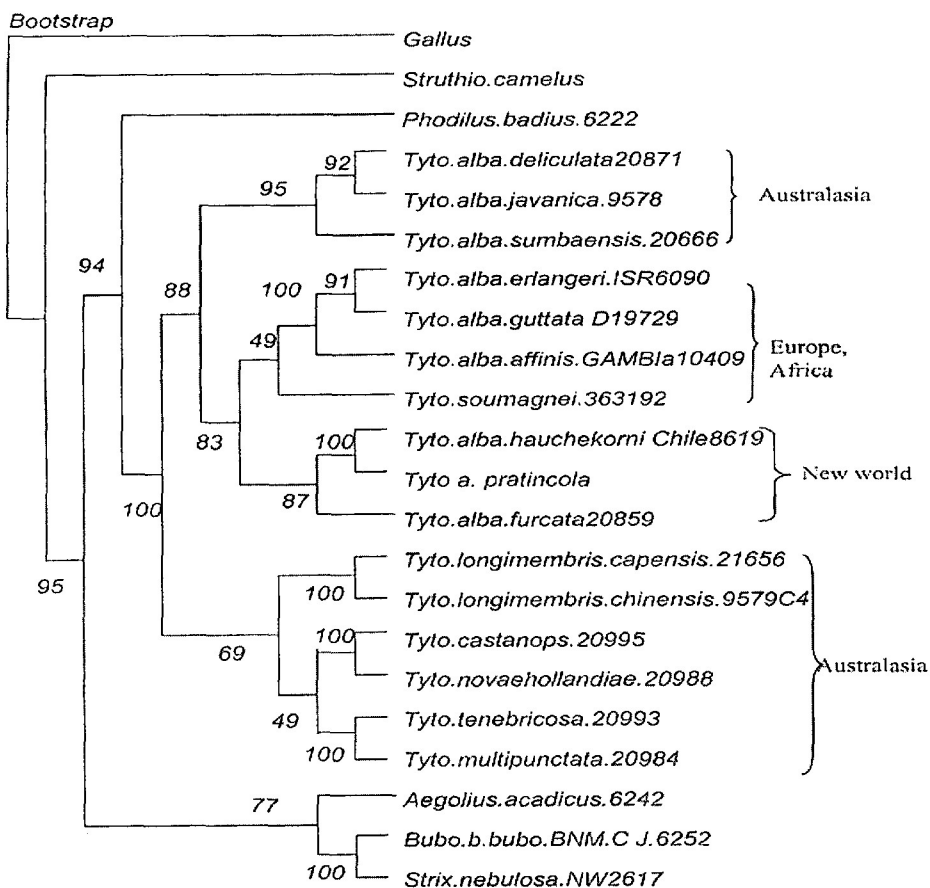 Bootstrap
Gallus
Struthio.camelus
Phodilus.badius.6222
Tyto.alba.deliculata20871
92
95
Tyto.alba.javanica.9578
Australasia
Tyto.alba.sumbaensis.20666
94
Tyto.alba.erlangeri.ISR6090
91
100
88
Tyto.alba.guttata D19729
49
Europe,
Africa
Tyto.alba.affinis.GAMBIa10409
Tyto.soumagnei.363192
83
Tyto.alba.hauchekorni Chile8619
100
Tyto a. pratincola
New world
87
100
Tyto.alba.furcata20859
Tyto.longimembris.capensis.21656
95
100
Tyto.longimembris.chinensis.9579C4
100
Tyto.castanops.20995
69
Australasia
Tyto.novaehollandiae.20988
49
Tyto.tenebricosa.20993
100
Tyto.multipunctata.20984
77
Aegolius.acadicus.6242
Bubo.b.bubo.BNM.C J.6252
100
Strix.nebulosa.NW2617